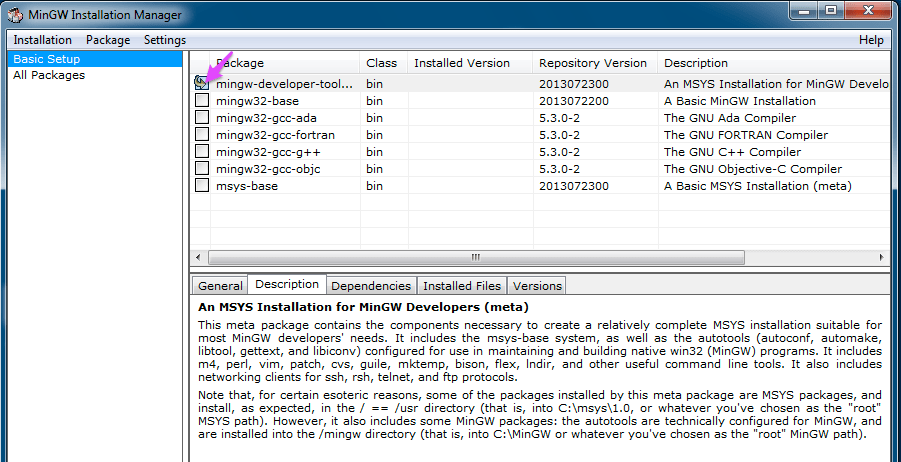 MinGW Installation Manager
Installation Package Settings Help
Basic Setup
All Packages
Package Class Installed Version Repository Version Description
mingw-developer-tool... bin 2013072300 An MSYS Installation for MinGW Develo
mingw32-base bin 2013072200 A Basic MinGW Installation
mingw32-gcc-ada bin 5.3.0-2 The GNU Ada Compiler
mingw32-gcc-fortran bin 5.3.0-2 The GNU FORTRAN Compiler
mingw32-gcc-g++ bin 5.3.0-2 The GNU C++ Compiler
mingw32-gcc-objc bin 5.3.0-2 The GNU Objective-C Compiler
msys-base bin 2013072300 A Basic MSYS Installation (meta)
General Description Dependencies Installed Files Versions
An MSYS Installation for MinGW Developers (meta)
This meta package contains the components necessary to create a relatively complete MSYS installation suitable for
most MinGW developers' needs. It includes the msys-base system, as well as the autotools (autoconf, automake,
libtool, gettext, and libiconv) configured for use in maintaining and building native win32 (MinGW) programs. It includes
m4, perl, vim, patch, cvs, guile, mktemp, bison, flex, lndir, and other useful command line tools. It also includes
networking clients for ssh, rsh, telnet, and ftp protocols.
Note that, for certain esoteric reasons, some of the packages installed by this meta package are MSYS packages, and
install, as expected, in the / == /usr directory (that is, into C:\msys\1.0, or whatever you've chosen as the "root"
MSYS path). However, it also includes some MinGW packages: the autotools are technically configured for MinGW, and
are installed into the /mingw directory (that is, into C:\MinGW or whatever you've chosen as the "root" MinGW path).